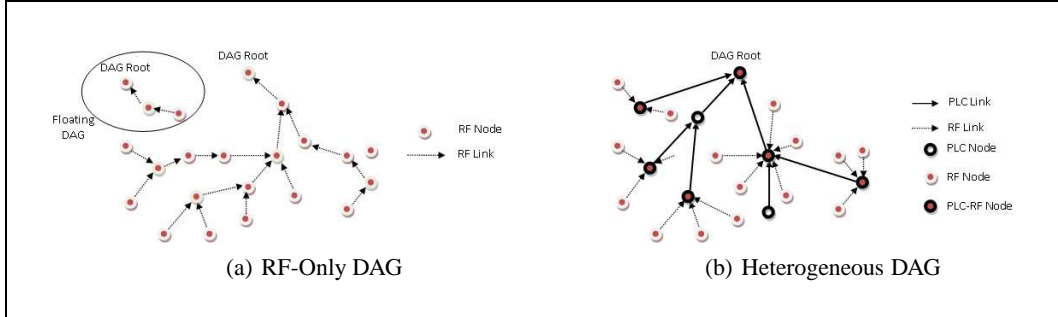 DAG Root
DAG Root
Floating
DAG
RF Node
RF Link
(a) RF-Only DAG
DAG Root
PLC Link
RF Link
PLC Node
RF Node
PLC-RF Node
(b) Heterogeneous DAG